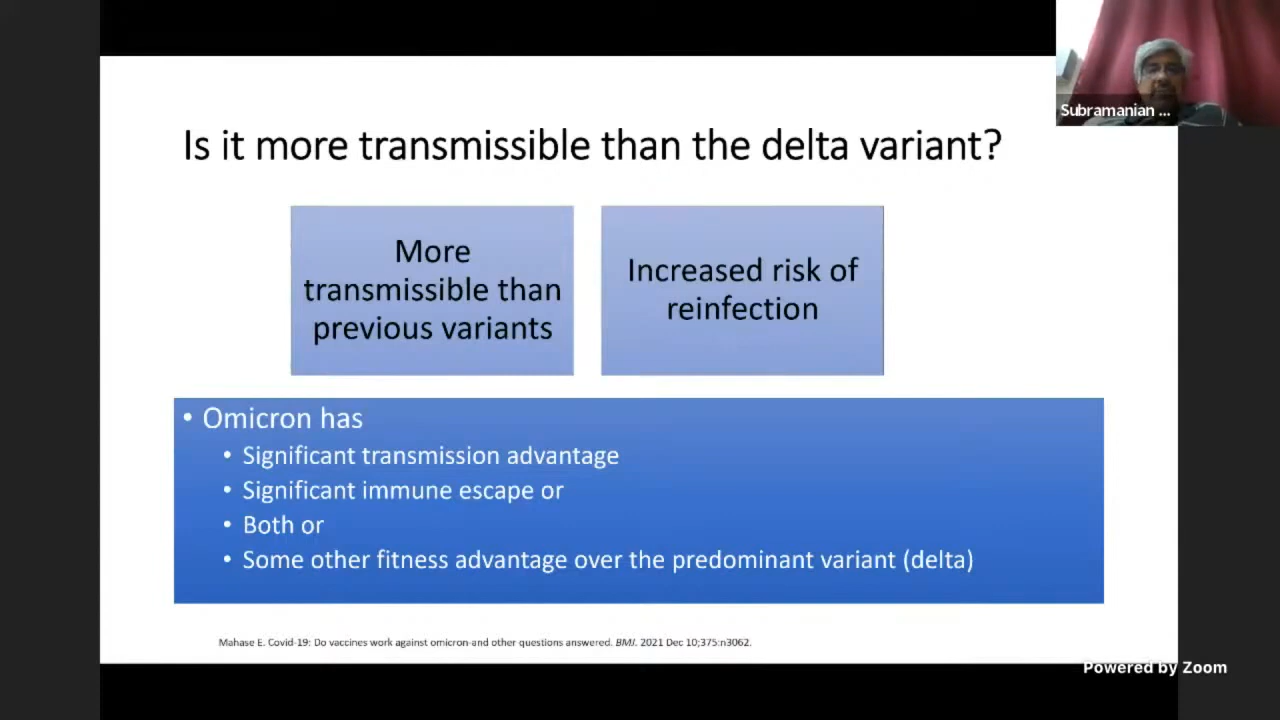 Subramanian ...
Is it more transmissible than the delta variant?
More
transmissible than
previous variants
Increased risk of
reinfection
• Omicron has
• Significant transmission advantage
• Significant immune escape or
• Both or
• Some other fitness advantage over the predominant variant (delta)
Mahase E. Covid-19: Do vaccines work against omicron-and other questions answered. BMJ. 2021 Dec 10;375:n3062.
Powered by Zoom